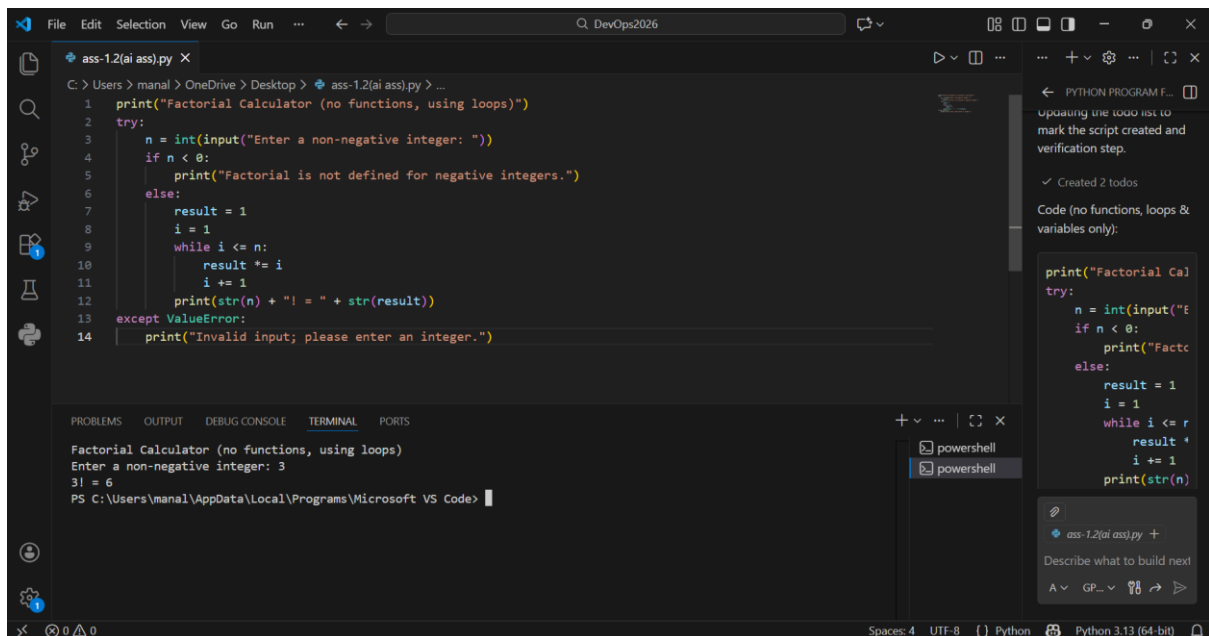 File Edit Selection View Go Run ··· DevOps2026
ass-1.2(ai ass).py
C: > Users > manal > OneDrive > Desktop > ass-1.2(ai ass).py > ...
1 print("Factorial Calculator (no functions, using loops)")
2 try:
3     n = int(input("Enter a non-negative integer: "))
4     if n < 0:
5         print("Factorial is not defined for negative integers.")
6     else:
7         result = 1
8         i = 1
9         while i <= n:
10             result *= i
11             i += 1
12         print(str(n) + "! = " + str(result))
13 except ValueError:
14     print("Invalid input; please enter an integer.")
PROBLEMS OUTPUT DEBUG CONSOLE TERMINAL PORTS
Factorial Calculator (no functions, using loops)
Enter a non-negative integer: 3
3! = 6
PS C:\Users\manal\AppData\Local\Programs\Microsoft VS Code>
powershell
powershell
PYTHON PROGRAM F...
Updating the todo list to
mark the script created and
verification step.
Created 2 todos
Code (no functions, loops &
variables only):
print("Factorial Cal
try:
    n = int(input("E
    if n < 0:
        print("Facto
    else:
        result = 1
        i = 1
        while i <= n
            result *
            i += 1
        print(str(n)
ass-1.2(ai ass).py +
Describe what to build next
A GP...
1
1
0 0 Spaces: 4 UTF-8 { } Python Python 3.13 (64-bit)